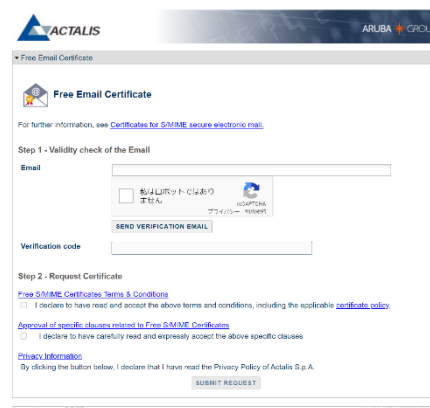 ACTALIS
ARUBA GROU
Free Email Certificate
Free Email Certificate
For further information, see Certificates for S/MIME secure electronic mail.
Step 1 - Validity check of the Email
Email
私はロボットではあり
ません
reCAPTCHA
プライバシー - 利用規約
SEND VERIFICATION EMAIL
Verification code
Step 2 - Request Certificate
Free S/MIME Certificates Terms & Conditions
I declare to have read and accept the above terms and conditions, including the applicable certificate policy.
Approval of specific clauses related to Free S/MIME Certificates
I declare to have carefully read and expressly accept the above specific clauses
Privacy Information
By clicking the button below, I declare that I have read the Privacy Policy of Actalis S.p.A.
SUBMIT REQUEST